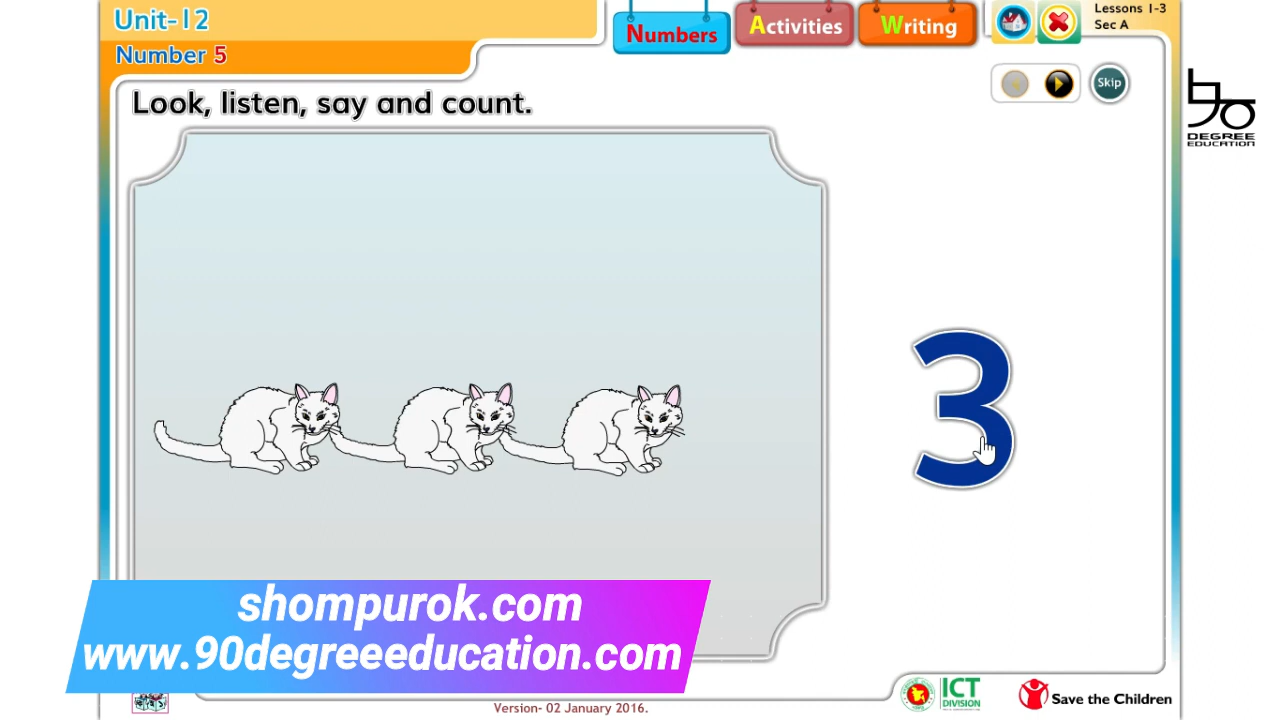 Unit-12
Number 5
Numbers
Activities
Writing
Lessons 1-3
Sec A
Skip
Look, listen, say and count.
DEGREE
EDUCATION
3
shompurok.com
www.90degreeeducation.com
Version- 02 January 2016.
ICT
DIVISION
Save the Children